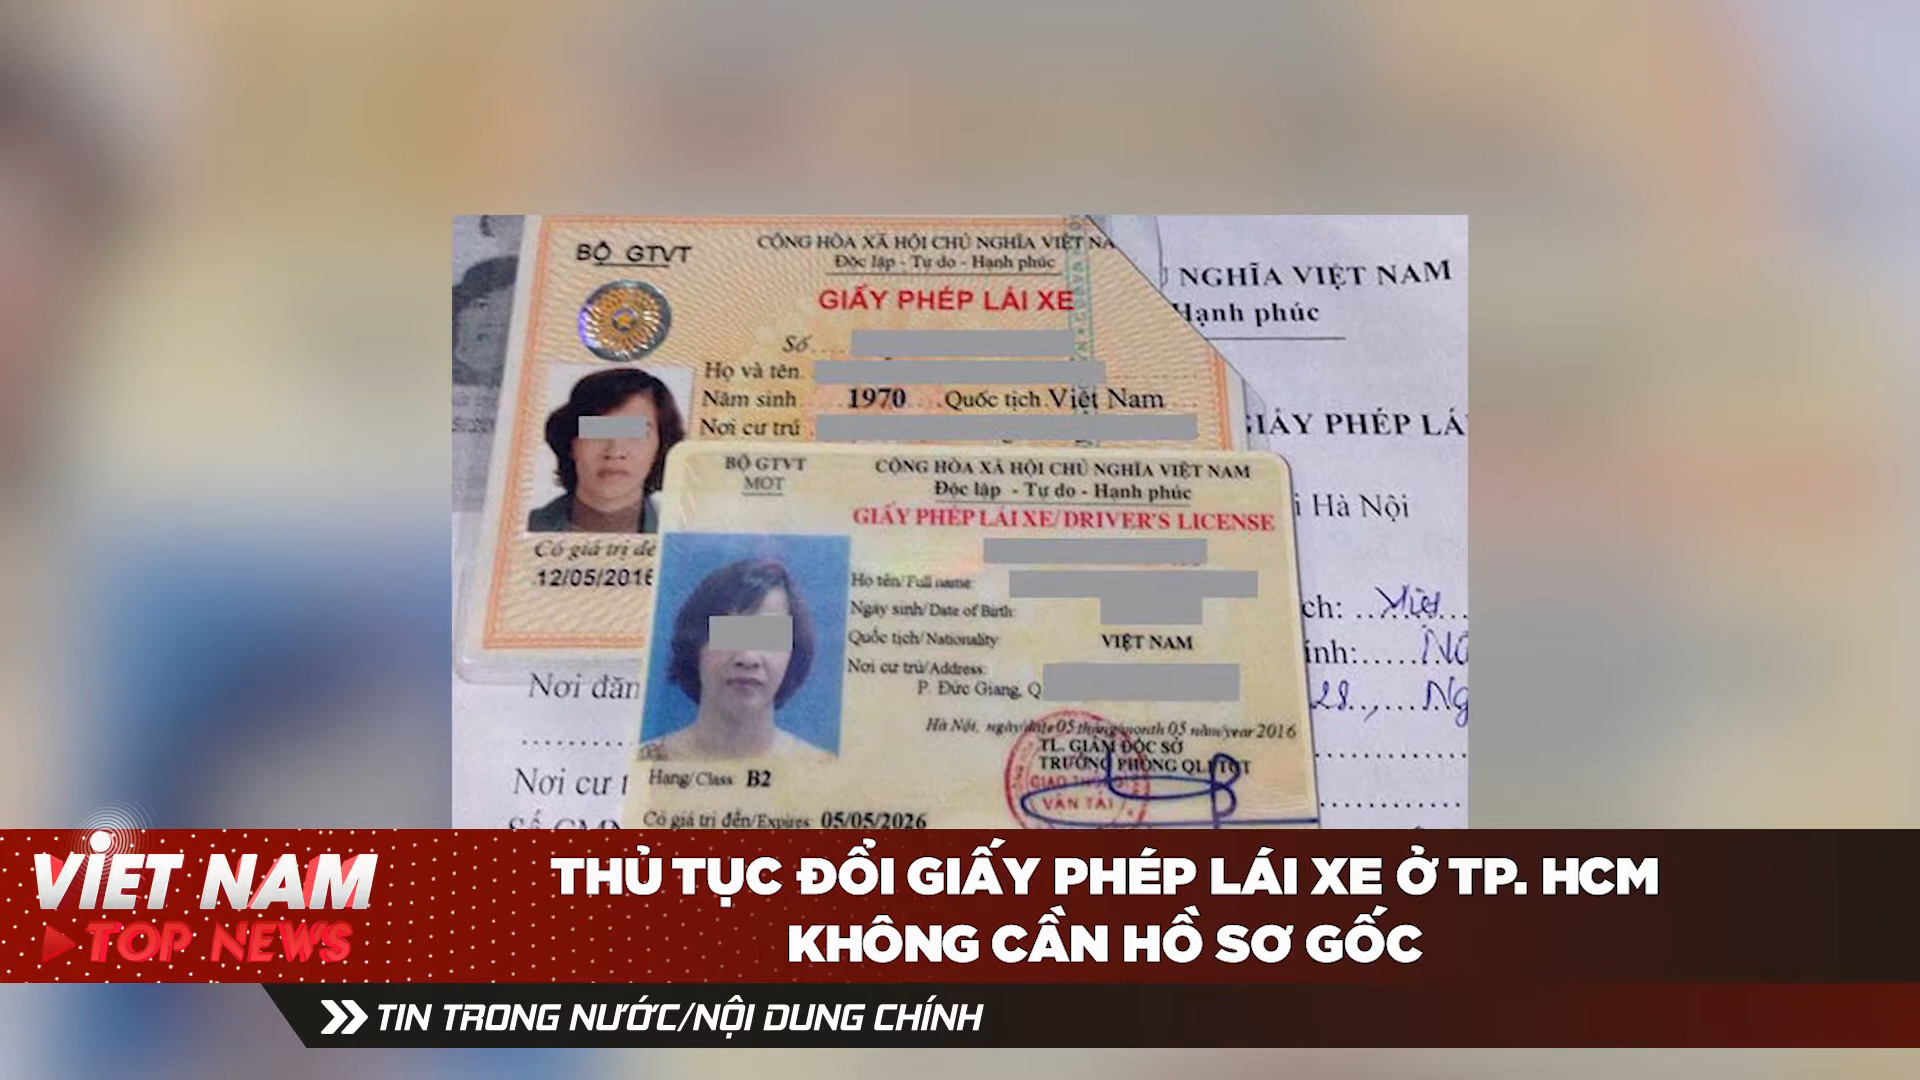 BỘ GTVT
CỘNG HÒA XÃ HỘI CHỦ NGHĨA VIỆT NA
Độc lập - Tự do - Hạnh phúc
GIẤY PHÉP LÁI XE
Số
Họ và tên
Năm sinh 1970 Quốc tịch Việt Nam
Nơi cư trú
Có giá trị đế
12/05/2016
NGHĨA VIỆT NAM
Hạnh phúc
GIẤY PHÉP LÁ
i Hà Nội
BỘ GTVT
MOT
CỘNG HÒA XÃ HỘI CHỦ NGHĨA VIỆT NAM
Độc lập - Tự do - Hạnh phúc
GIẤY PHÉP LÁI XE/DRIVER'S LICENSE
Họ tên/Full name:
Ngày sinh/Date of Birth:
Quốc tịch/Nationality VIỆT NAM
Nơi cư trú/Address:
P. Đức Giang, Q
Hà Nội, ngày/date 05 tháng/month 05 năm/year 2016
TL. GIÁM ĐỐC SỞ
TRƯỞNG PHÒNG QLPTGT
VẬN TẢI
Hạng/Class B2
Có giá trị đến/Expires 05/05/2026
ịch:
ính:
28., Ng
Nơi đăn
Nơi cư t
Số CMN
VIỆT NAM
TOP NEWS
THỦ TỤC ĐỔI GIẤY PHÉP LÁI XE Ở TP. HCM
KHÔNG CẦN HỒ SƠ GỐC
TIN TRONG NƯỚC/NỘI DUNG CHÍNH